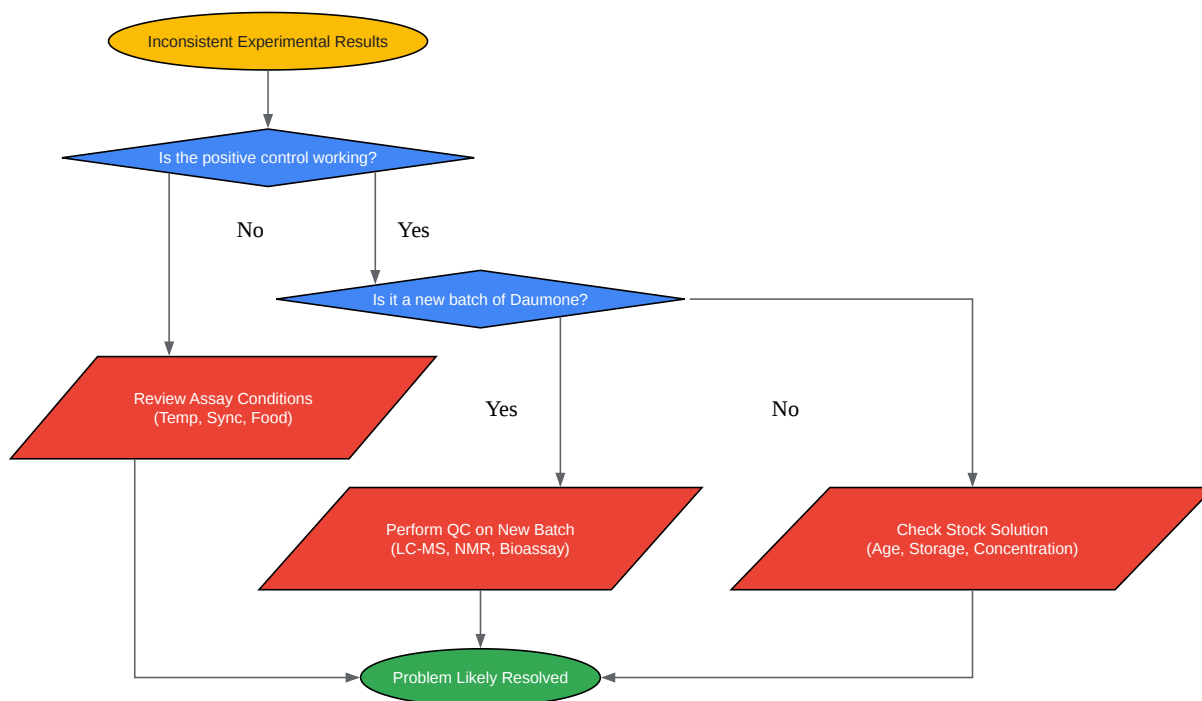 Inconsistent Experimental Results
Is the positive control working?
No
Yes
Is it a new batch of Daumone?
Review Assay Conditions
(Temp, Sync, Food)
Yes
No
Perform QC on New Batch
(LC-MS, NMR, Bioassay)
Check Stock Solution
(Age, Storage, Concentration)
Problem Likely Resolved